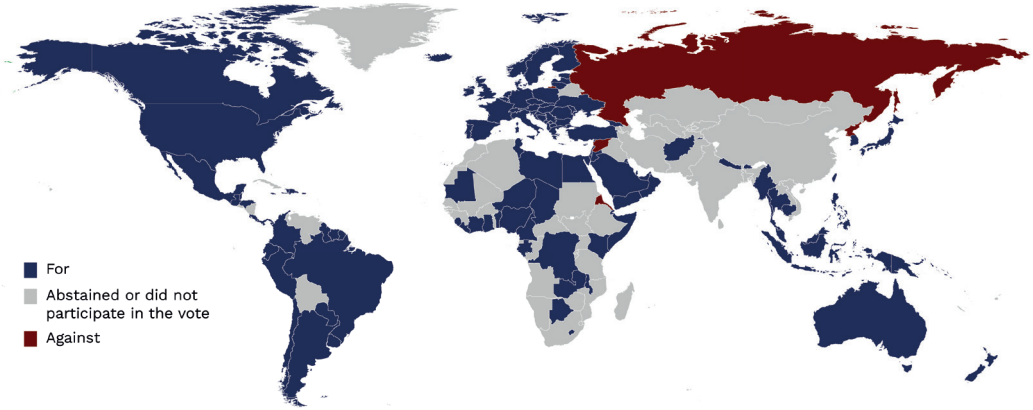 For
Abstained or did not
participate in the vote
Against